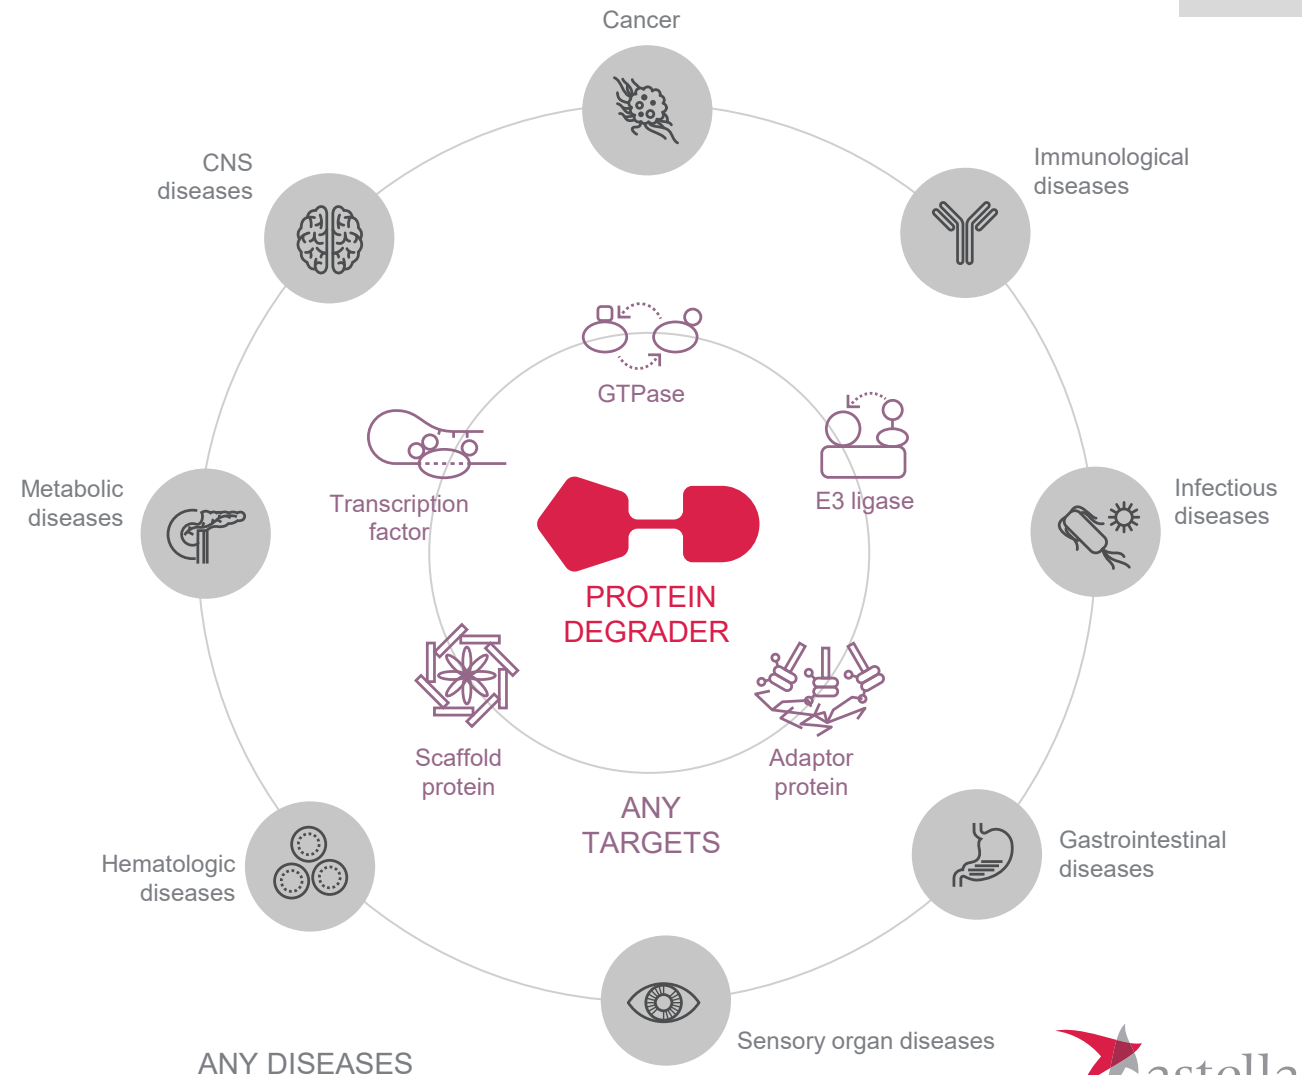 Cancer
CNS
diseases
Immunological
diseases
GTPase
Transcription
factor
E3 ligase
Metabolic
diseases
Infectious
diseases
PROTEIN
DEGRADER
Scaffold
protein
Adaptor
protein
ANY
TARGETS
Hematologic
diseases
Gastrointestinal
diseases
Sensory organ diseases
ANY DISEASES
astella